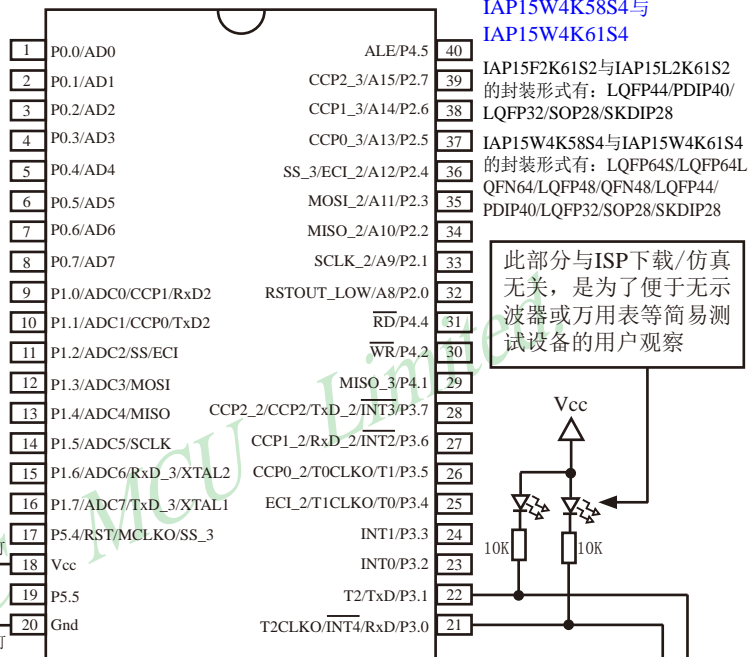 IAP15W4K58S4与
IAP15W4K61S4
IAP15F2K61S2与IAP15L2K61S2
的封装形式有：LQFP44/PDIP40/
LQFP32/SOP28/SKDIP28
IAP15W4K58S4与IAP15W4K61S4
的封装形式有：LQFP64S/LQFP64L
QFN64/LQFP48/QFN48/LQFP44/
PDIP40/LQFP32/SOP28/SKDIP28
此部分与ISP下载/仿真
无关，是为了便于无示
波器或万用表等简易测
试设备的用户观察
1 P0.0/AD0
2 P0.1/AD1
3 P0.2/AD2
4 P0.3/AD3
5 P0.4/AD4
6 P0.5/AD5
7 P0.6/AD6
8 P0.7/AD7
9 P1.0/ADC0/CCP1/RxD2
10 P1.1/ADC1/CCP0/TxD2
11 P1.2/ADC2/SS/ECI
12 P1.3/ADC3/MOSI
13 P1.4/ADC4/MISO
14 P1.5/ADC5/SCLK
15 P1.6/ADC6/RxD_3/XTAL2
16 P1.7/ADC7/TxD_3/XTAL1
17 P5.4/RST/MCLKO/SS_3
18 Vcc
19 P5.5
20 Gnd
ALE/P4.5 40
CCP2_3/A15/P2.7 39
CCP1_3/A14/P2.6 38
CCP0_3/A13/P2.5 37
SS_3/ECI_2/A12/P2.4 36
MOSI_2/A11/P2.3 35
MISO_2/A10/P2.2 34
SCLK_2/A9/P2.1 33
RSTOUT_LOW/A8/P2.0 32
RD/P4.4 31
WR/P4.2 30
MISO_3/P4.1 29
CCP2_2/CCP2/TxD_2/INT3/P3.7 28
CCP1_2/RxD_2/INT2/P3.6 27
CCP0_2/T0CLKO/T1/P3.5 26
ECI_2/T1CLKO/T0/P3.4 25
INT1/P3.3 24
INT0/P3.2 23
T2/TxD/P3.1 22
T2CLKO/INT4/RxD/P3.0 21
Vcc
10K
10K
MCU Limited.